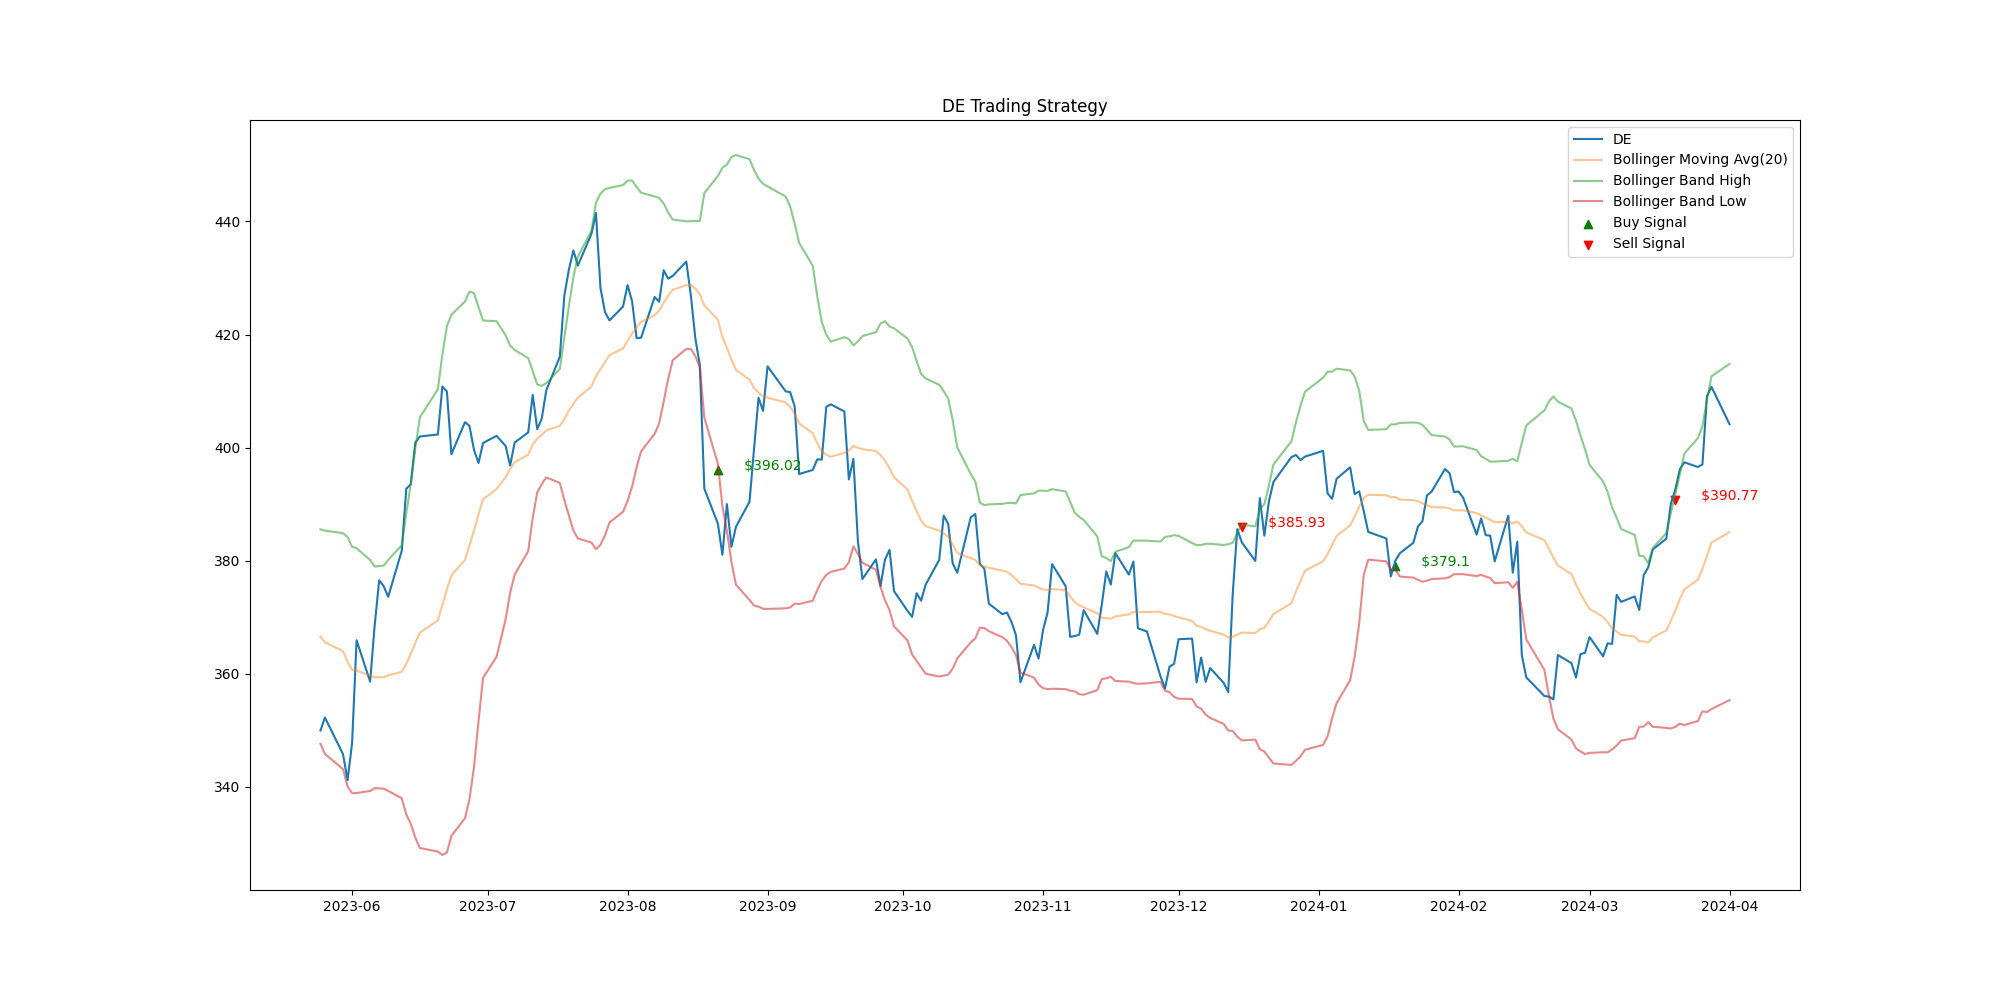 DE Trading Strategy
DE
Bollinger Moving Avg(20)
Bollinger Band High
Bollinger Band Low
Buy Signal
Sell Signal
440
420
400
380
360
340
$396.02
$385.93
$379.1
$390.77
2023-06 2023-07 2023-08 2023-09 2023-10 2023-11 2023-12 2024-01 2024-02 2024-03 2024-04